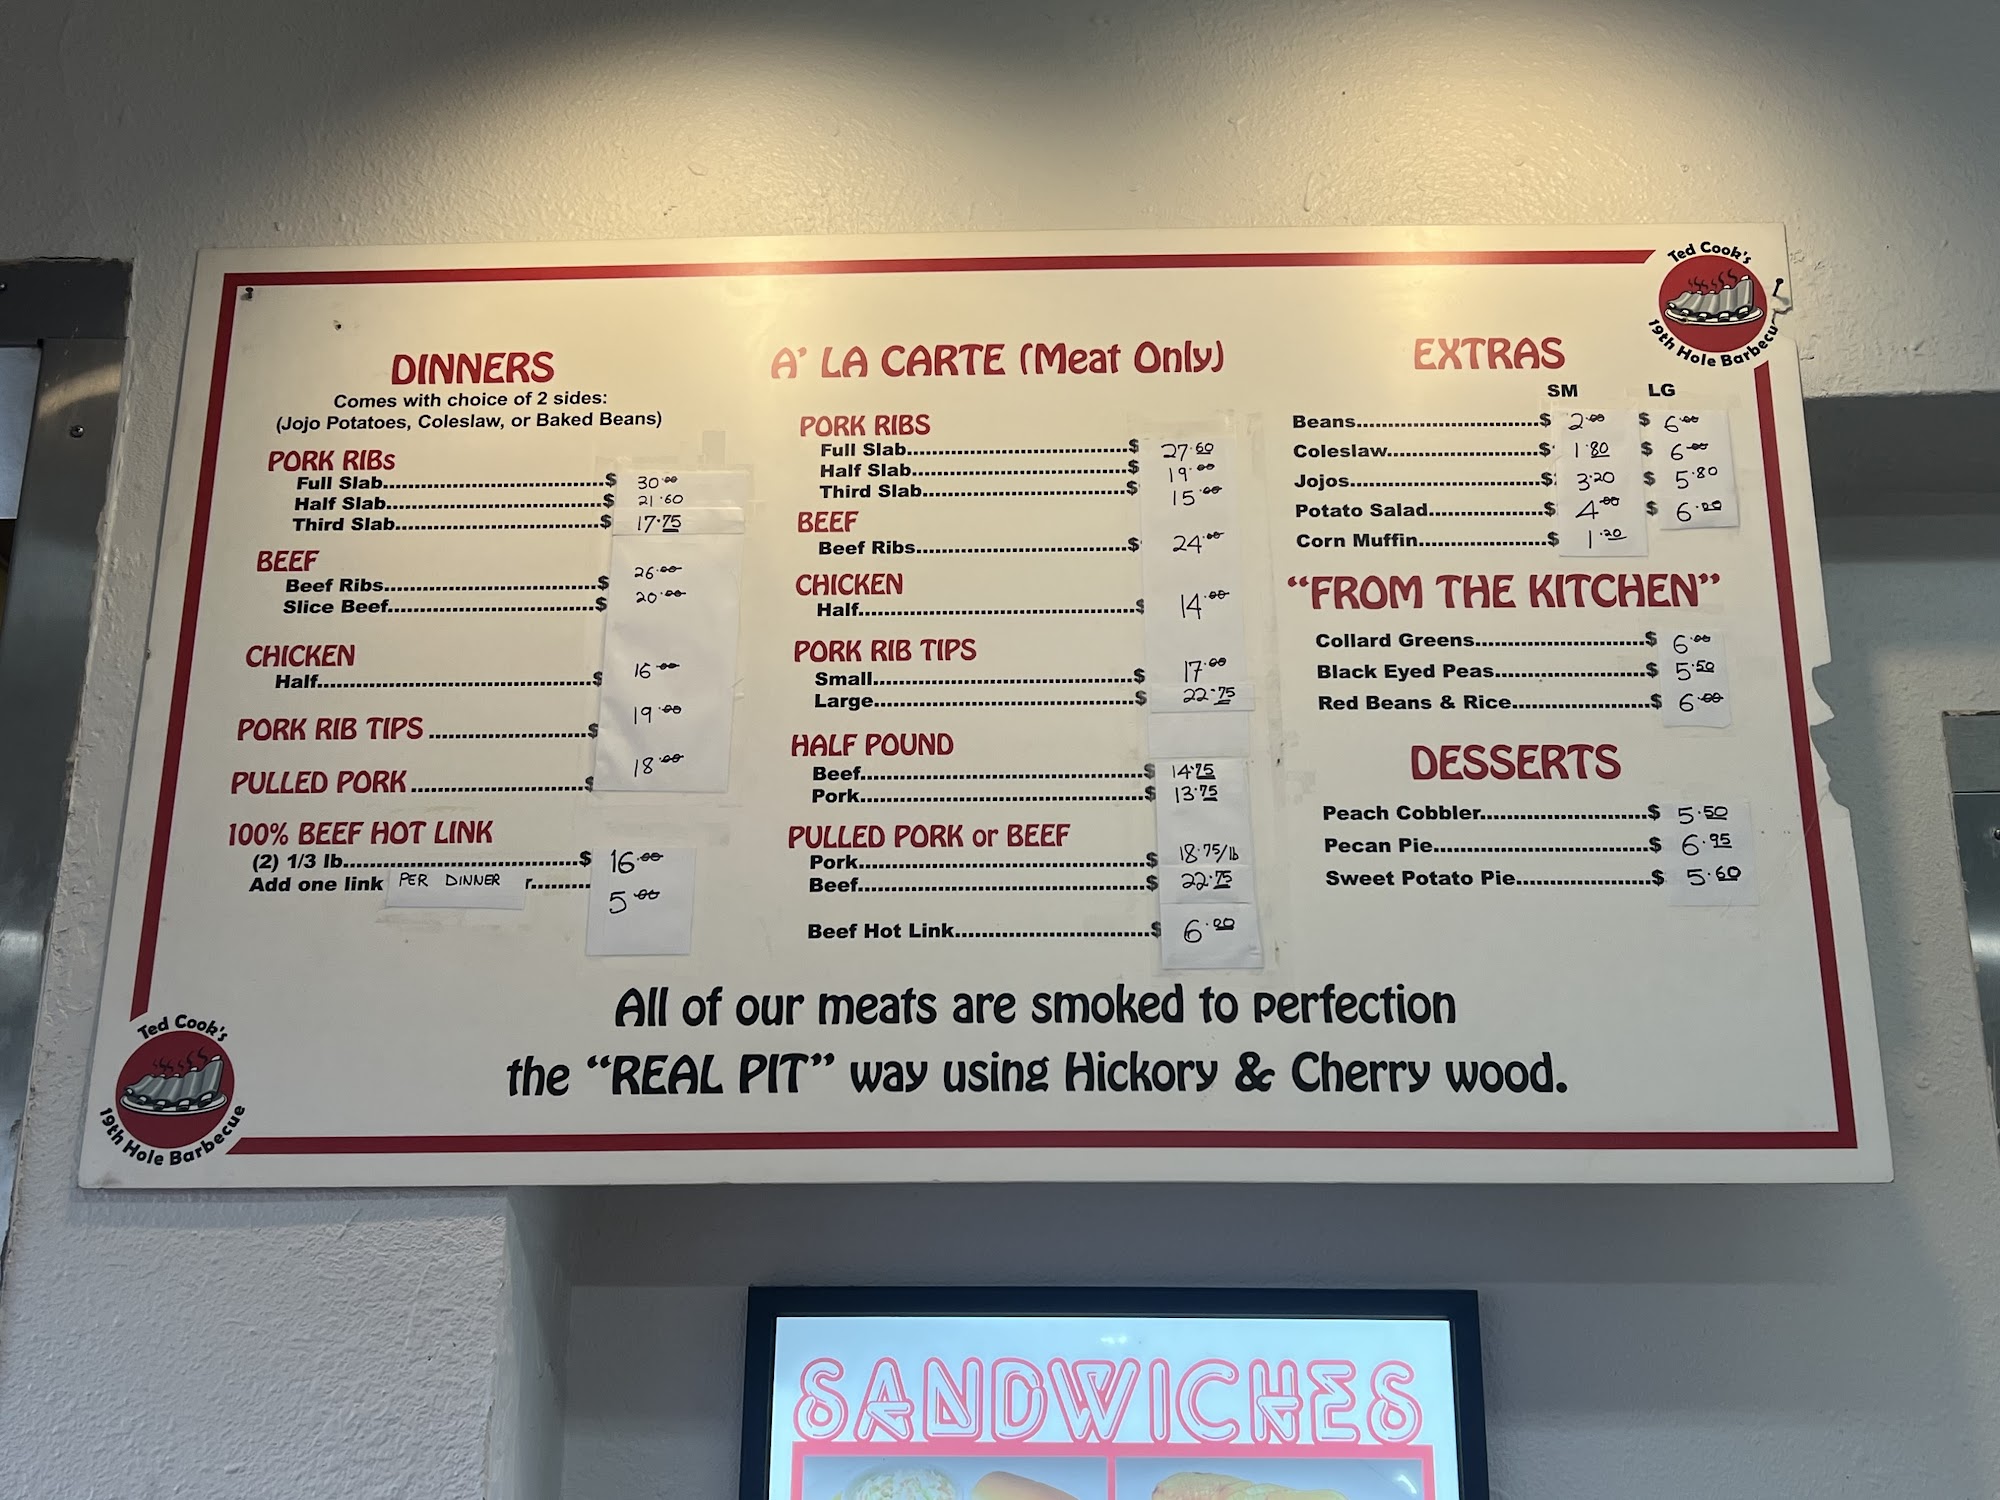 Ted Cook's
19th Hole Barbecu
DINNERS
Comes with choice of 2 sides:
(Jojo Potatoes, Coleslaw, or Baked Beans)
PORK RIBs
Full Slab........$ 30.00
Half Slab........$ 21.60
Third Slab........$ 17.75
BEEF
Beef Ribs........$ 26.00
Slice Beef........$ 20.00
CHICKEN
Half........$ 16.00
PORK RIB TIPS ........$ 19.00
PULLED PORK ........$ 18.00
100% BEEF HOT LINK
(2) 1/3 lb........$ 16.00
Add one link PER DINNER r........ 5.00
A' LA CARTE (Meat Only)
PORK RIBS
Full Slab........$ 27.60
Half Slab........$ 19.00
Third Slab........$ 15.00
BEEF
Beef Ribs........$ 24.00
CHICKEN
Half........$ 14.00
PORK RIB TIPS
Small........$ 17.00
Large........$ 22.75
HALF POUND
Beef........$ 14.75
Pork........$ 13.75
PULLED PORK or BEEF
Pork........$ 18.75/lb
Beef........$ 22.75
Beef Hot Link........$ 6.00
EXTRAS
SM LG
Beans........$ 2.00 $ 6.00
Coleslaw........$ 1.80 $ 6.00
Jojos........$ 3.20 $ 5.80
Potato Salad........$ 4.00 $ 6.00
Corn Muffin........$ 1.20
"FROM THE KITCHEN"
Collard Greens........$ 6.00
Black Eyed Peas........$ 5.50
Red Beans & Rice........$ 6.00
DESSERTS
Peach Cobbler........$ 5.50
Pecan Pie........$ 6.95
Sweet Potato Pie........$ 5.60
All of our meats are smoked to perfection
the "REAL PIT" way using Hickory & Cherry wood.
Ted Cook's
19th Hole Barbecue
SANDWICHES